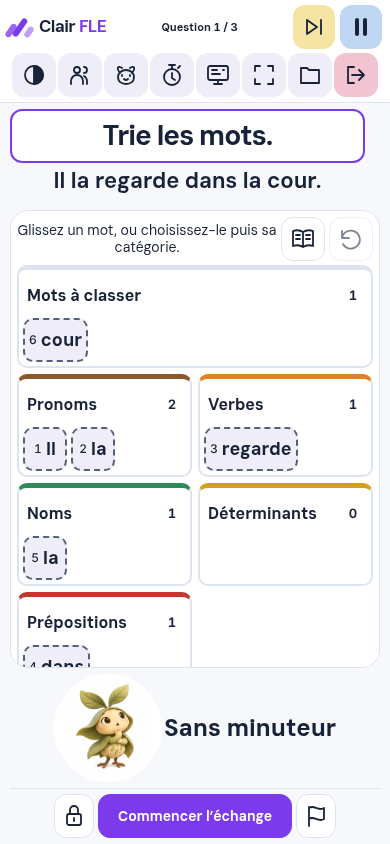 Clair FLE
Question 1 / 3
Trie les mots.
Il la regarde dans la cour.
Glissez un mot, ou choisissez-le puis sa
catégorie.
Mots à classer 1
6 cour
Pronoms 2
1 Il 2 la
Verbes 1
3 regarde
Noms 1
5 la
Déterminants 0
Prépositions 1
4 dans
Sans minuteur
Commencer l'échange